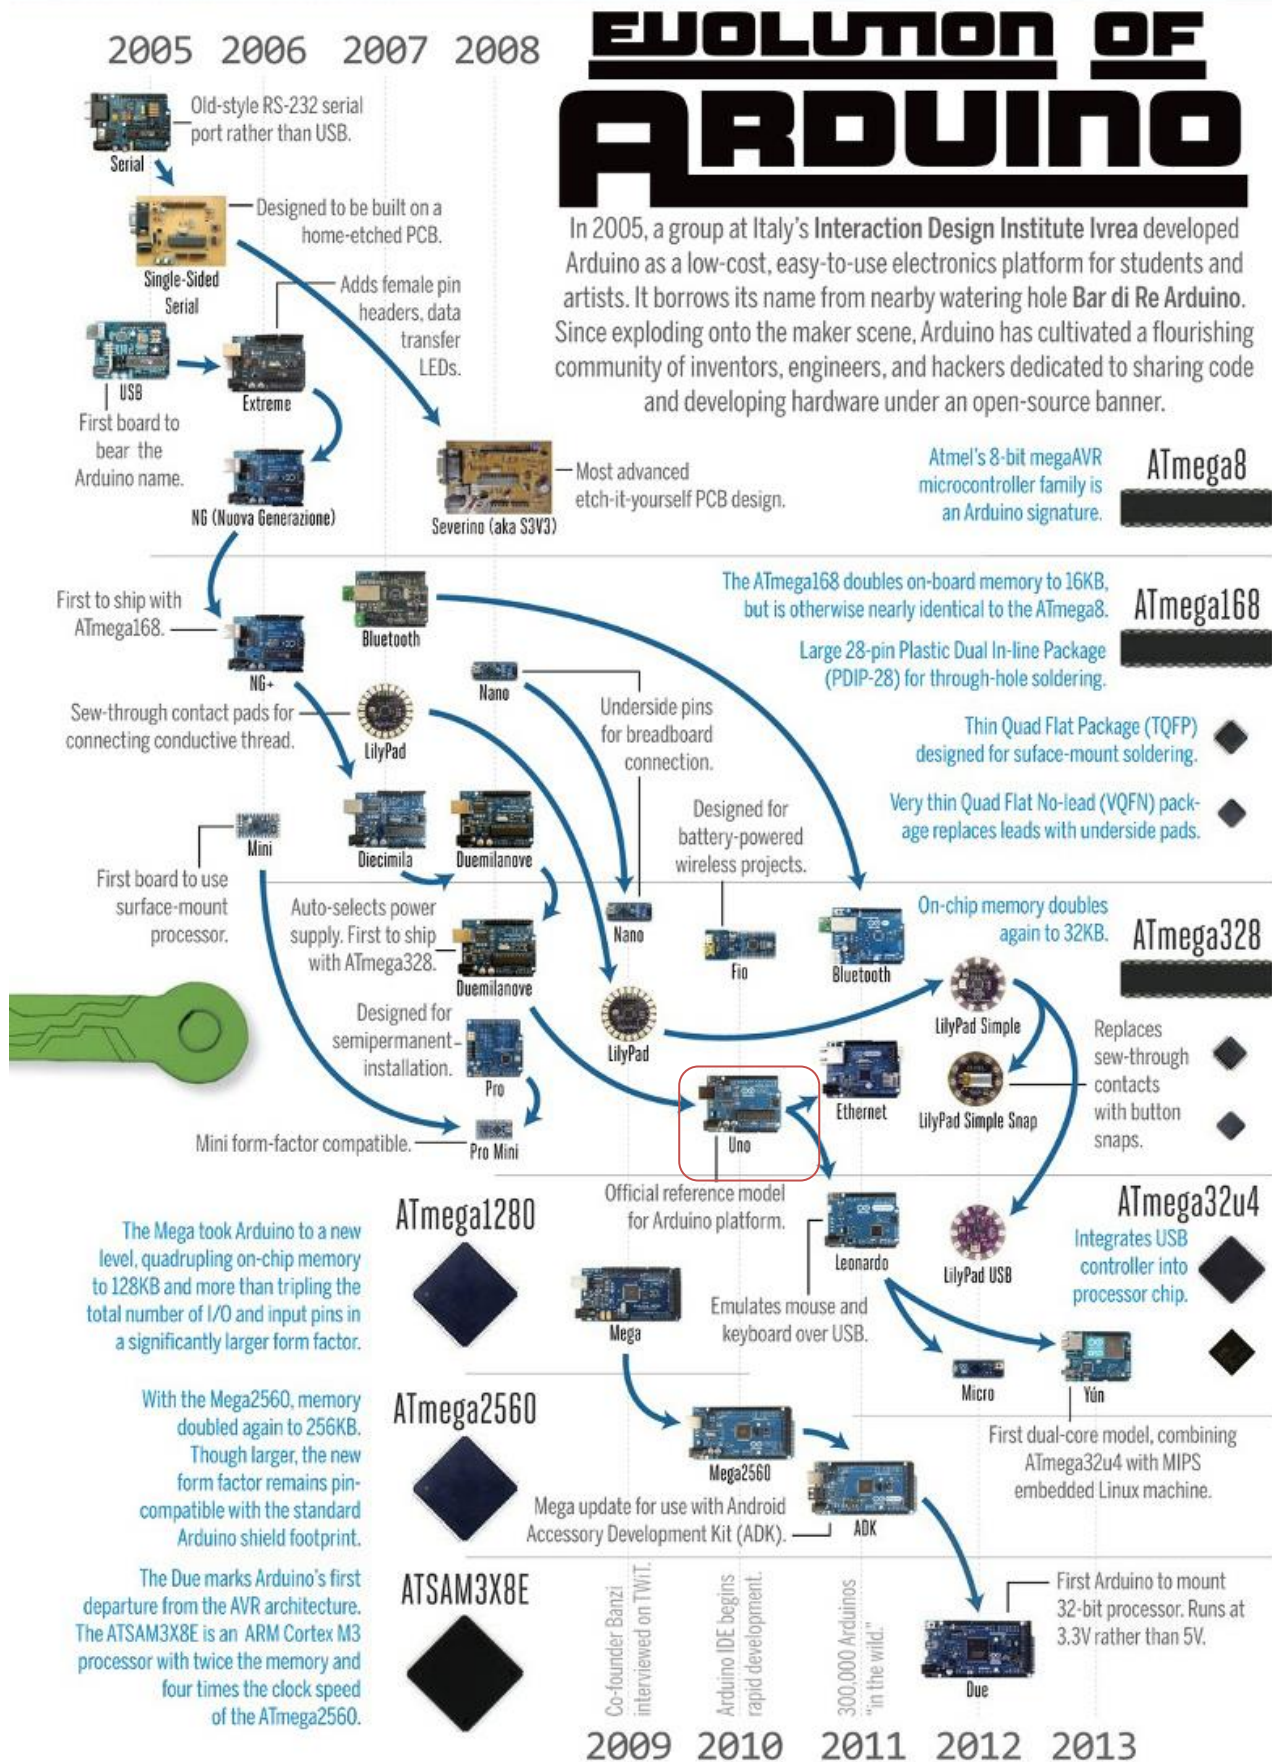 EVOLUTION OF
ARDUINO
2005 2006 2007 2008
In 2005, a group at Italy's Interaction Design Institute Ivrea developed
Arduino as a low-cost, easy-to-use electronics platform for students and
artists. It borrows its name from nearby watering hole Bar di Re Arduino.
Since exploding onto the maker scene, Arduino has cultivated a flourishing
community of inventors, engineers, and hackers dedicated to sharing code
and developing hardware under an open-source banner.
Old-style RS-232 serial
port rather than USB.
Serial
Designed to be built on a
home-etched PCB.
Single-Sided
Serial
Adds female pin
headers, data
transfer
LEDs.
USB
Extreme
First board to
bear the
Arduino name.
NG (Nuova Generazione)
Most advanced
etch-it-yourself PCB design.
Severino (aka S3V3)
Atmel's 8-bit megaAVR
microcontroller family is
an Arduino signature.
ATmega8
First to ship with
ATmega168.
NG+
Bluetooth
Nano
The ATmega168 doubles on-board memory to 16KB,
but is otherwise nearly identical to the ATmega8.
ATmega168
Large 28-pin Plastic Dual In-line Package
(PDIP-28) for through-hole soldering.
Sew-through contact pads for
connecting conductive thread.
LilyPad
Underside pins
for breadboard
connection.
Thin Quad Flat Package (TQFP)
designed for suface-mount soldering.
Very thin Quad Flat No-lead (VQFN) pack-
age replaces leads with underside pads.
Mini
Diecimila
Duemilanove
Designed for
battery-powered
wireless projects.
First board to use
surface-mount
processor.
Auto-selects power
supply. First to ship
with ATmega328.
Duemilanove
Nano
Fio
Bluetooth
On-chip memory doubles
again to 32KB.
ATmega328
Designed for
semipermanent
installation.
Pro
LilyPad
LilyPad Simple
Ethernet
LilyPad Simple Snap
Replaces
sew-through
contacts
with button
snaps.
Mini form-factor compatible.
Pro Mini
Uno
Official reference model
for Arduino platform.
Leonardo
LilyPad USB
ATmega32u4
Integrates USB
controller into
processor chip.
The Mega took Arduino to a new
level, quadrupling on-chip memory
to 128KB and more than tripling the
total number of I/O and input pins in
a significantly larger form factor.
ATmega1280
Mega
Emulates mouse and
keyboard over USB.
Micro
Yún
First dual-core model, combining
ATmega32u4 with MIPS
embedded Linux machine.
With the Mega2560, memory
doubled again to 256KB.
Though larger, the new
form factor remains pin-
compatible with the standard
Arduino shield footprint.
ATmega2560
Mega2560
Mega update for use with Android
Accessory Development Kit (ADK).
ADK
The Due marks Arduino's first
departure from the AVR architecture.
The ATSAM3X8E is an ARM Cortex M3
processor with twice the memory and
four times the clock speed
of the ATmega2560.
ATSAM3X8E
First Arduino to mount
32-bit processor. Runs at
3.3V rather than 5V.
Due
Co-founder Banzi
interviewed on TWiT.
Arduino IDE begins
rapid development.
300,000 Arduinos
"in the wild."
2009 2010 2011 2012 2013